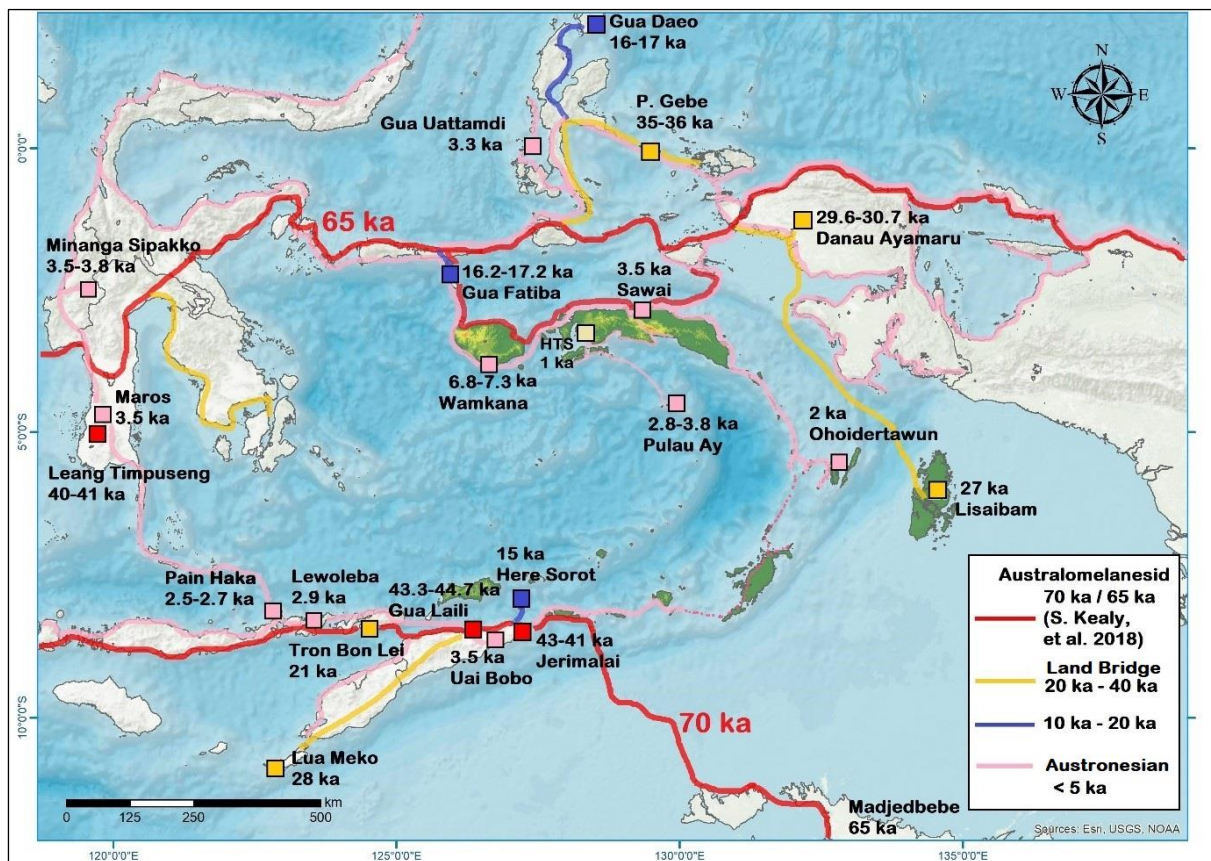 Gua Daeo
16-17 ka
N
W
E
S
P. Gebe
35-36 ka
Gua Uattamdi
3.3 ka
0°0'0"
65 ka
29.6-30.7 ka
Danau Ayamaru
Minanga Sipakko
3.5-3.8 ka
16.2-17.2 ka
Gua Fatiba
3.5 ka
Sawai
HTS
1 ka
6.8-7.3 ka
Wamkana
Maros
3.5 ka
2.8-3.8 ka
Pulau Ay
2 ka
Ohoidertawun
5°0'0"S
Leang Timpuseng
40-41 ka
27 ka
Lisaibam
15 ka
Here Sorot
Pain Haka
2.5-2.7 ka
Lewoleba
2.9 ka
43.3-44.7 ka
Gua Laili
Tron Bon Lei
21 ka
3.5 ka
Uai Bobo
43-41 ka
Jerimalai
10°0'0"S
70 ka
Lua Meko
28 ka
Madjedbebe
65 ka
km
0 125 250 500
Australomelanesid
70 ka / 65 ka
(S. Kealy,
et al. 2018)
Land Bridge
20 ka - 40 ka
10 ka - 20 ka
Austronesian
< 5 ka
Sources: Esri, USGS, NOAA
120°0'0"E
125°0'0"E
130°0'0"E
135°0'0"E